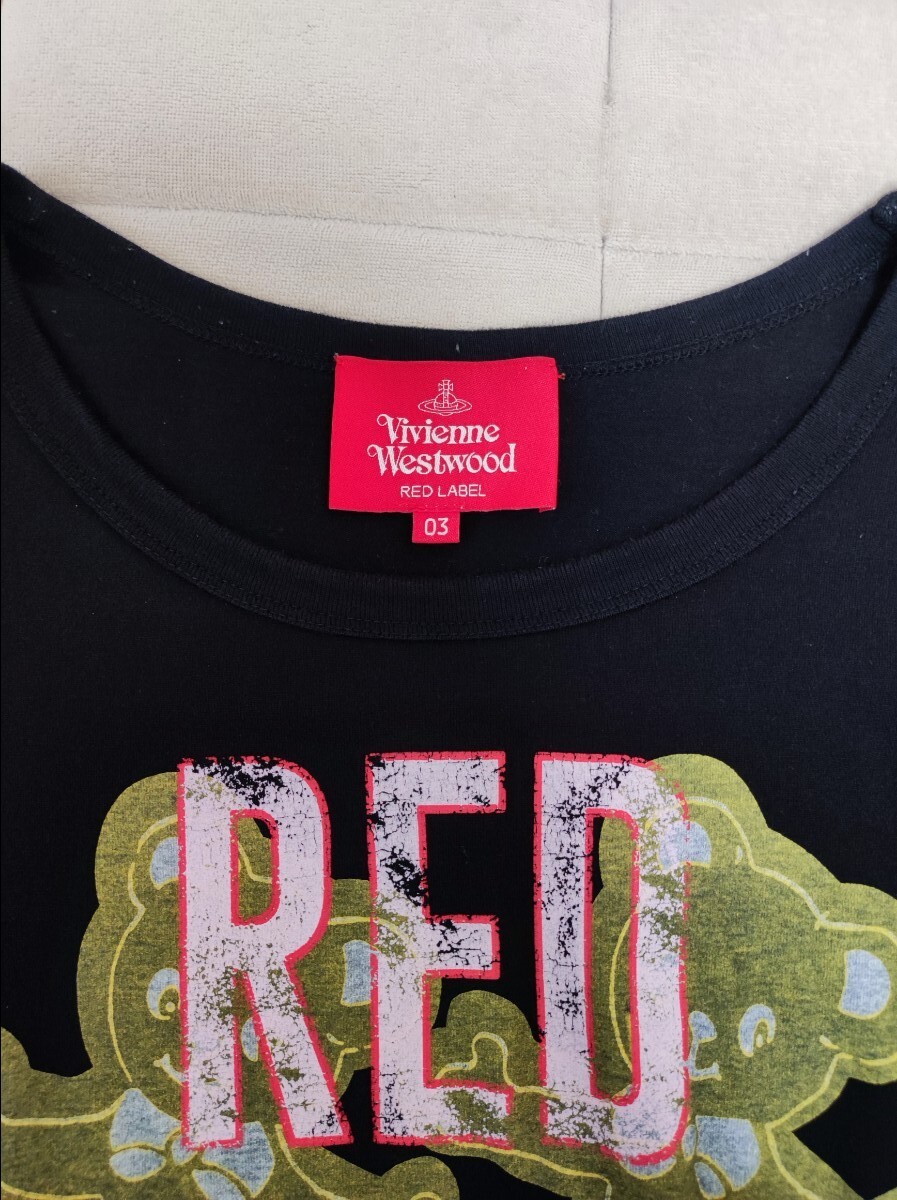 Vivienne
Westwood
RED LABEL
03
RED